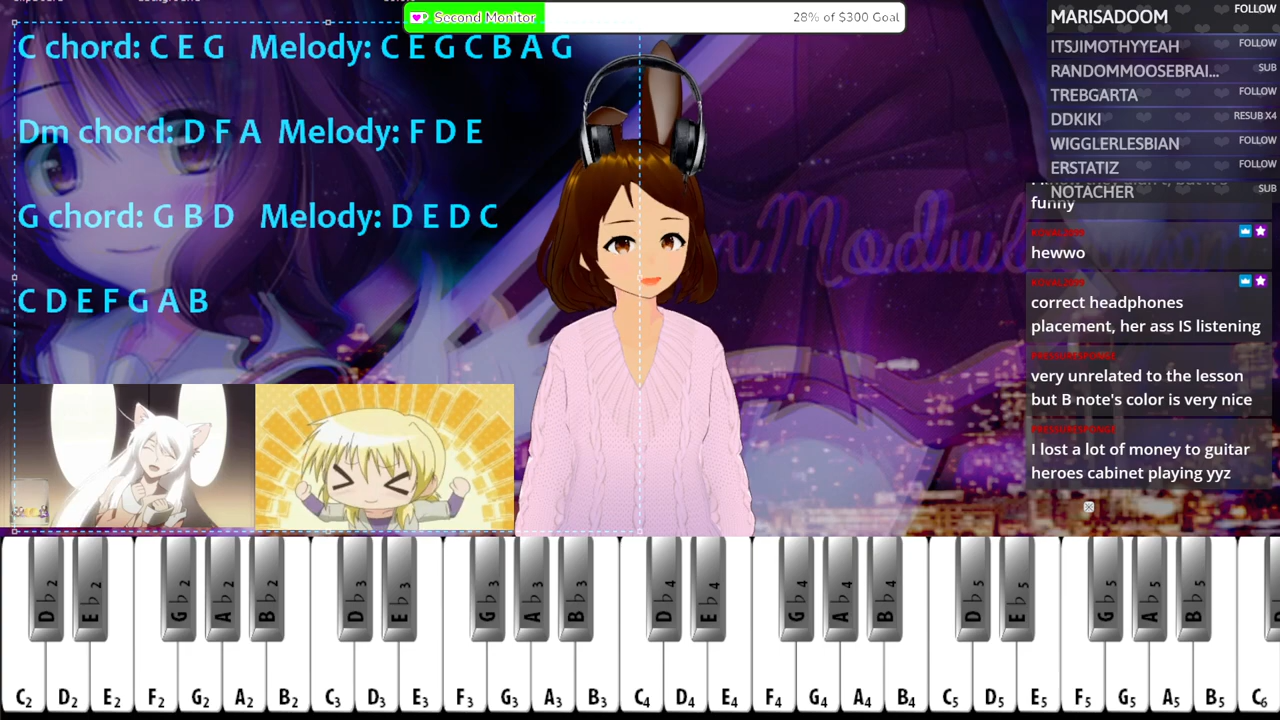 Second Monitor
28% of $300 Goal
C chord: C E G Melody: C E G C B A G
Dm chord: D F A Melody: F D E
G chord: G B D Melody: D E D C
C D E F G A B
MARISADOOM FOLLOW
ITSJIMOTHYYEAH FOLLOW
RANDOMMOOSEBRAI... SUB
TREBGARTA FOLLOW
DDKIKI RESUB X4
WIGGLERLESBIAN FOLLOW
ERSTATIZ FOLLOW
NOTACHER SUB
funny
hewwo
correct headphones
placement, her ass IS listening
PRESSURESPONGE
very unrelated to the lesson
but B note's color is very nice
PRESSURESPONGE
I lost a lot of money to guitar
heroes cabinet playing yyz
D♭2 E♭2 G♭2 A♭2 B♭2 D♭3 E♭3 G♭3 A♭3 B♭3 D♭4 E♭4 G♭4 A♭4 B♭4 D♭5 E♭5 G♭5 A♭5 B♭5
C2 D2 E2 F2 G2 A2 B2 C3 D3 E3 F3 G3 A3 B3 C4 D4 E4 F4 G4 A4 B4 C5 D5 E5 F5 G5 A5 B5 C6